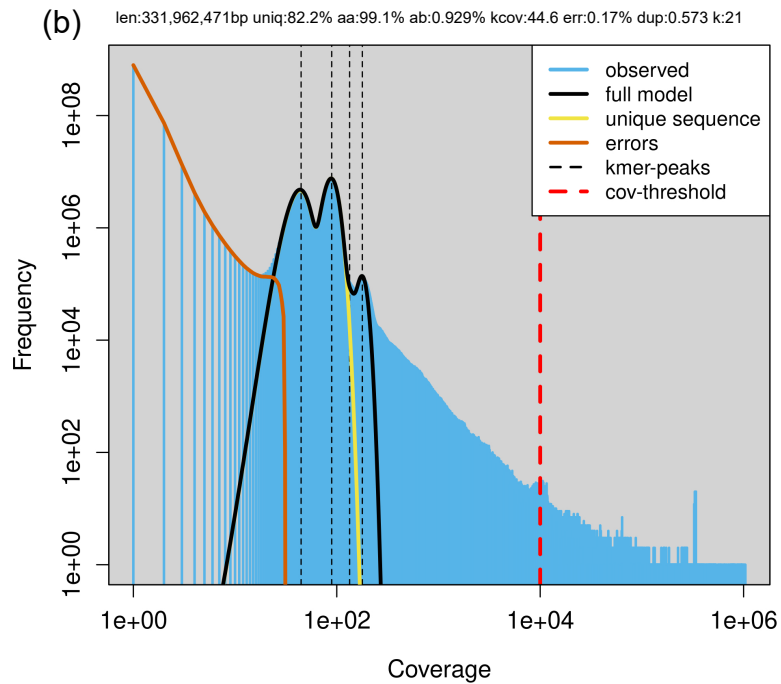 (b)
len:331,962,471bp uniq:82.2% aa:99.1% ab:0.929% kcov:44.6 err:0.17% dup:0.573 k:21
observed
full model
unique sequence
errors
kmer-peaks
cov-threshold
Frequency
1e+08
1e+06
1e+04
1e+02
1e+00
1e+00 1e+02 1e+04 1e+06
Coverage